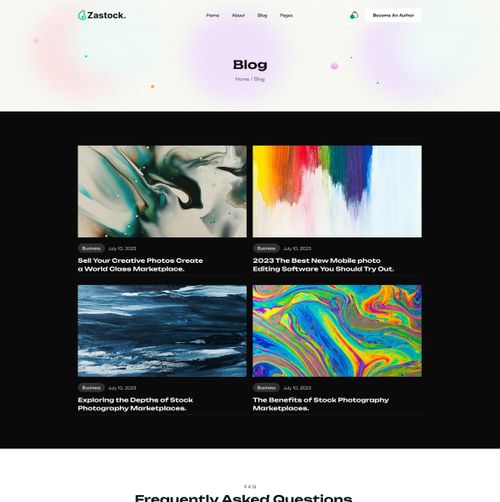 Zastock.
Home About Blog Pages
Become An Author
Blog
Home / Blog
Business July 10, 2023
Sell Your Creative Photos Create
a World Class Marketplace.
Business July 10, 2023
2023 The Best New Mobile photo
Editing Software You Should Try Out.
Business July 10, 2023
Exploring the Depths of Stock
Photography Marketplaces.
Business July 10, 2023
The Benefits of Stock Photography
Marketplaces.
FAQ
Frequently Asked Questions